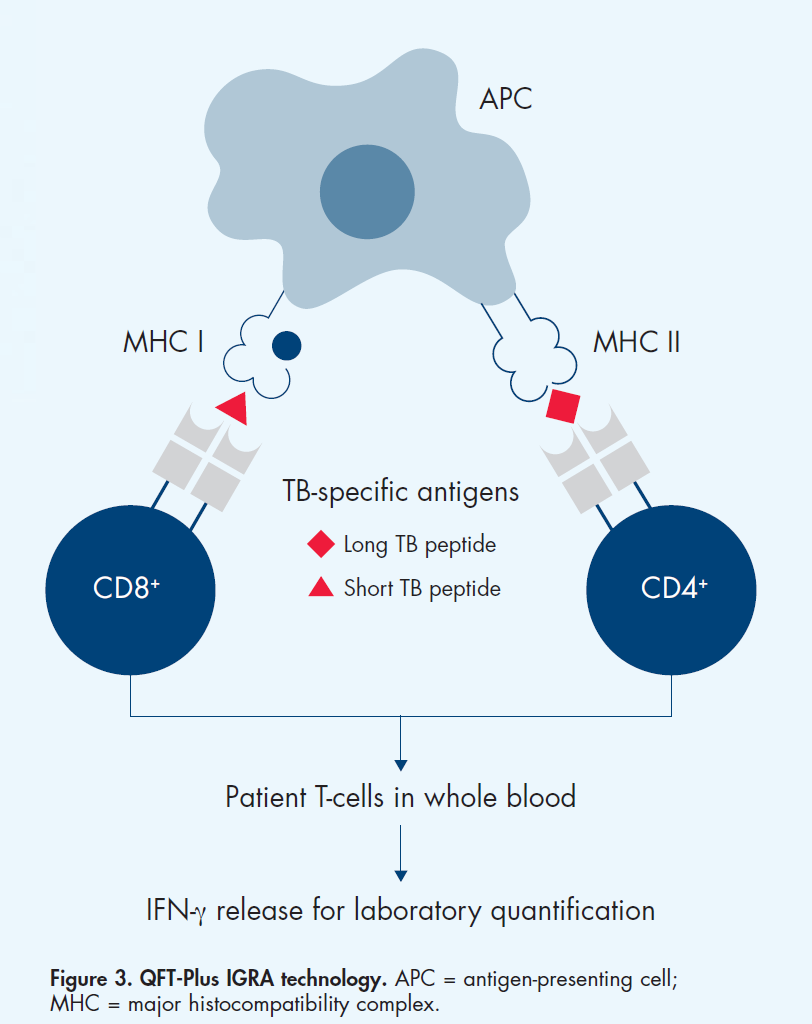 APC
MHC I
MHC II
TB-specific antigens
Long TB peptide
Short TB peptide
CD8⁺
CD4⁺
Patient T-cells in whole blood
IFN-γ release for laboratory quantification
Figure 3. QFT-Plus IGRA technology. APC = antigen-presenting cell;
MHC = major histocompatibility complex.